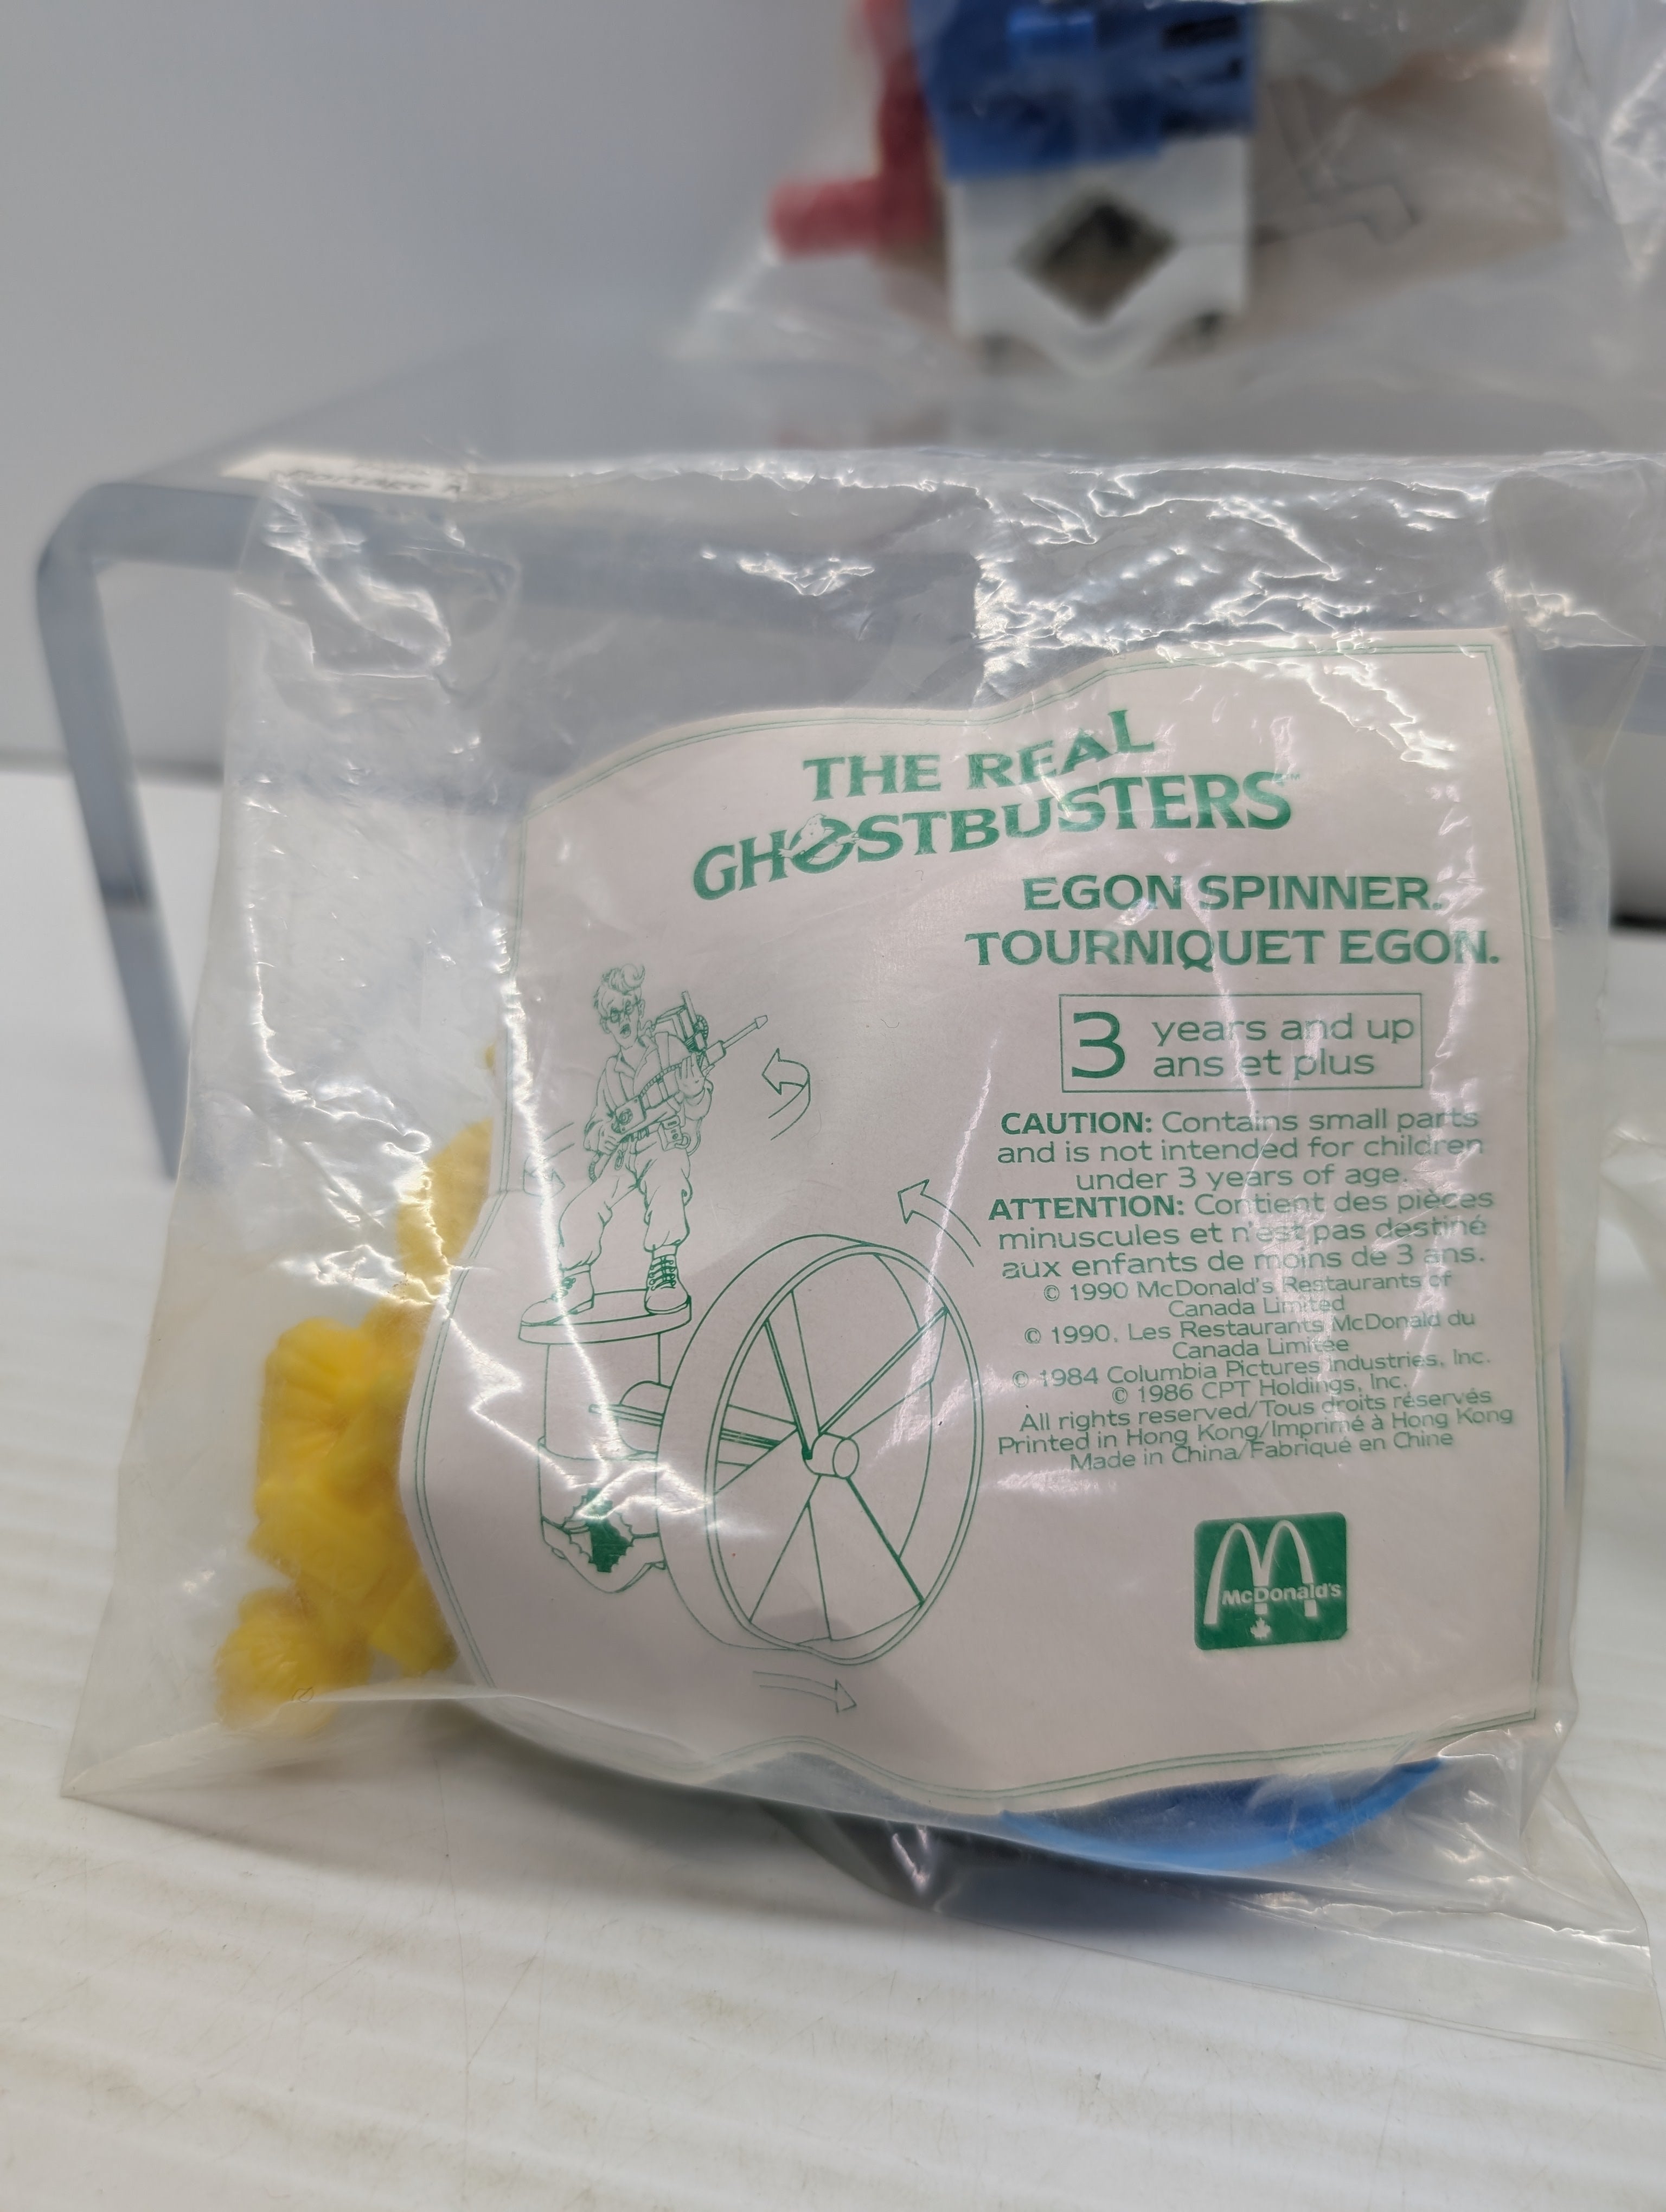 THE REAL
GHOSTBUSTERS™
EGON SPINNER.
TOURNIQUET EGON.
3 years and up
ans et plus
CAUTION: Contains small parts
and is not intended for children
under 3 years of age.
ATTENTION: Contient des pièces
minuscules et n'est pas destiné
aux enfants de moins de 3 ans.
© 1990 McDonald's Restaurants of
Canada Limited
© 1990, Les Restaurants McDonald du
Canada Limitée
© 1984 Columbia Pictures Industries, Inc.
© 1986 CPT Holdings, Inc.
All rights reserved/Tous droits réservés
Printed in Hong Kong/Imprimé à Hong Kong
Made in China/Fabriqué en Chine
McDonald's